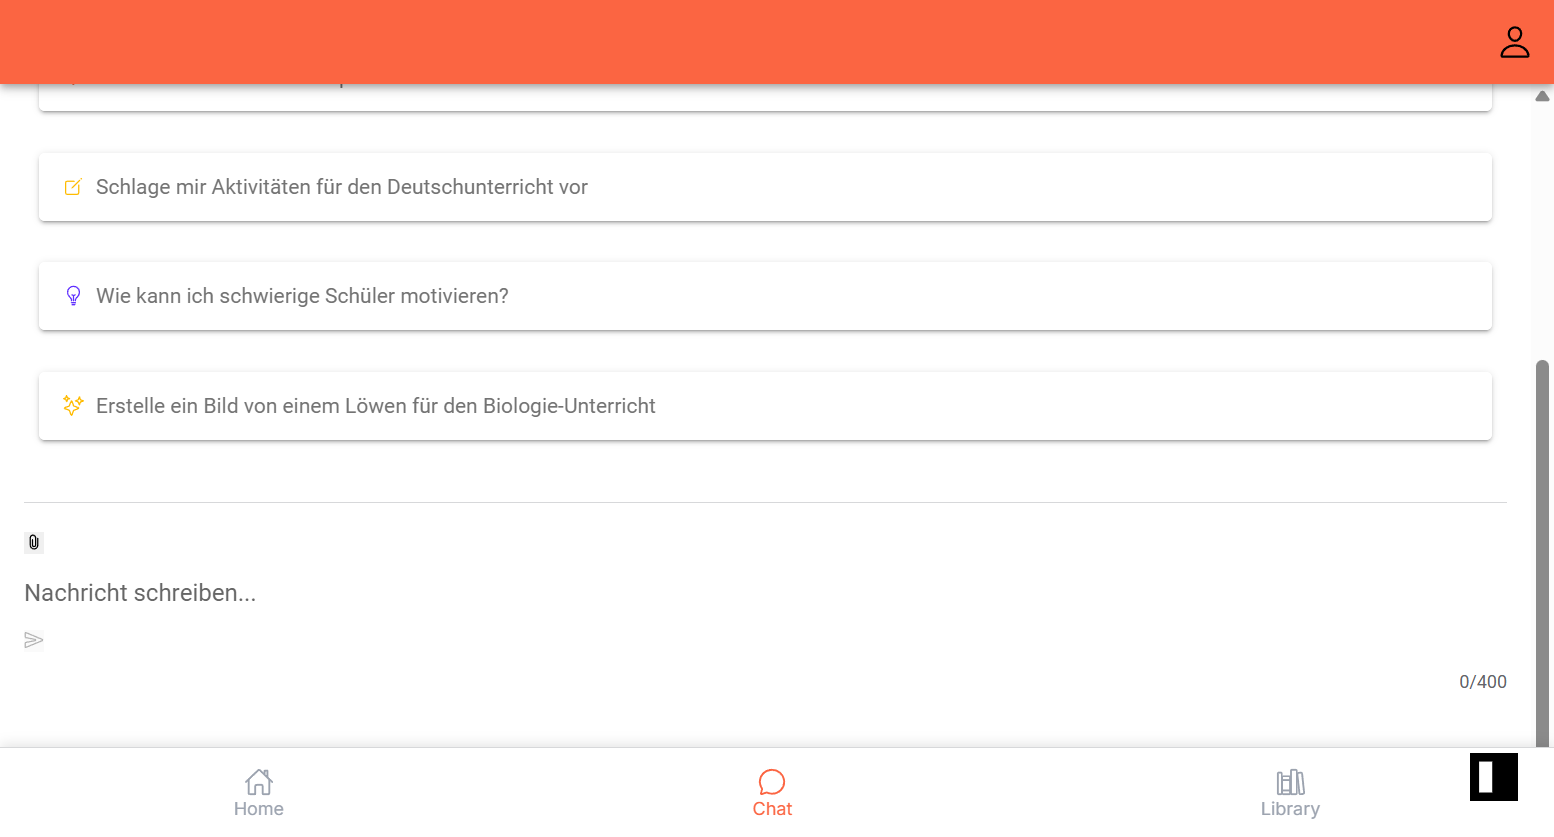 Schlage mir Aktivitäten für den Deutschunterricht vor
Wie kann ich schwierige Schüler motivieren?
Erstelle ein Bild von einem Löwen für den Biologie-Unterricht
Nachricht schreiben...
0/400
Home
Chat
Library